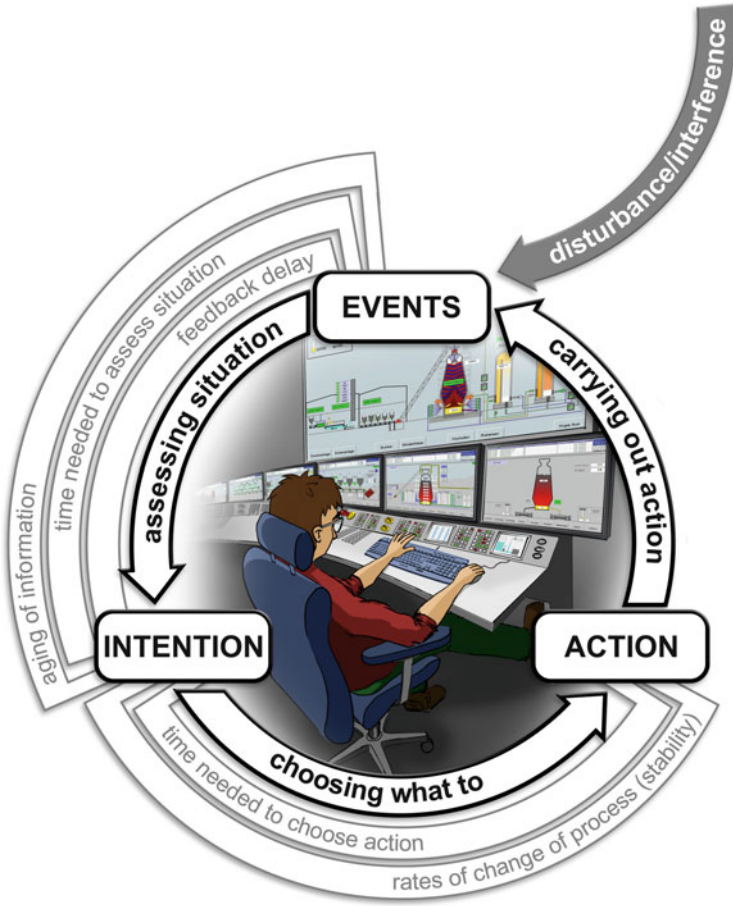 disturbance/interference
EVENTS
carrying out action
assessing situation
feedback delay
time needed to assess situation
aging of information
INTENTION
ACTION
choosing what to
time needed to choose action
rates of change of process (stability)